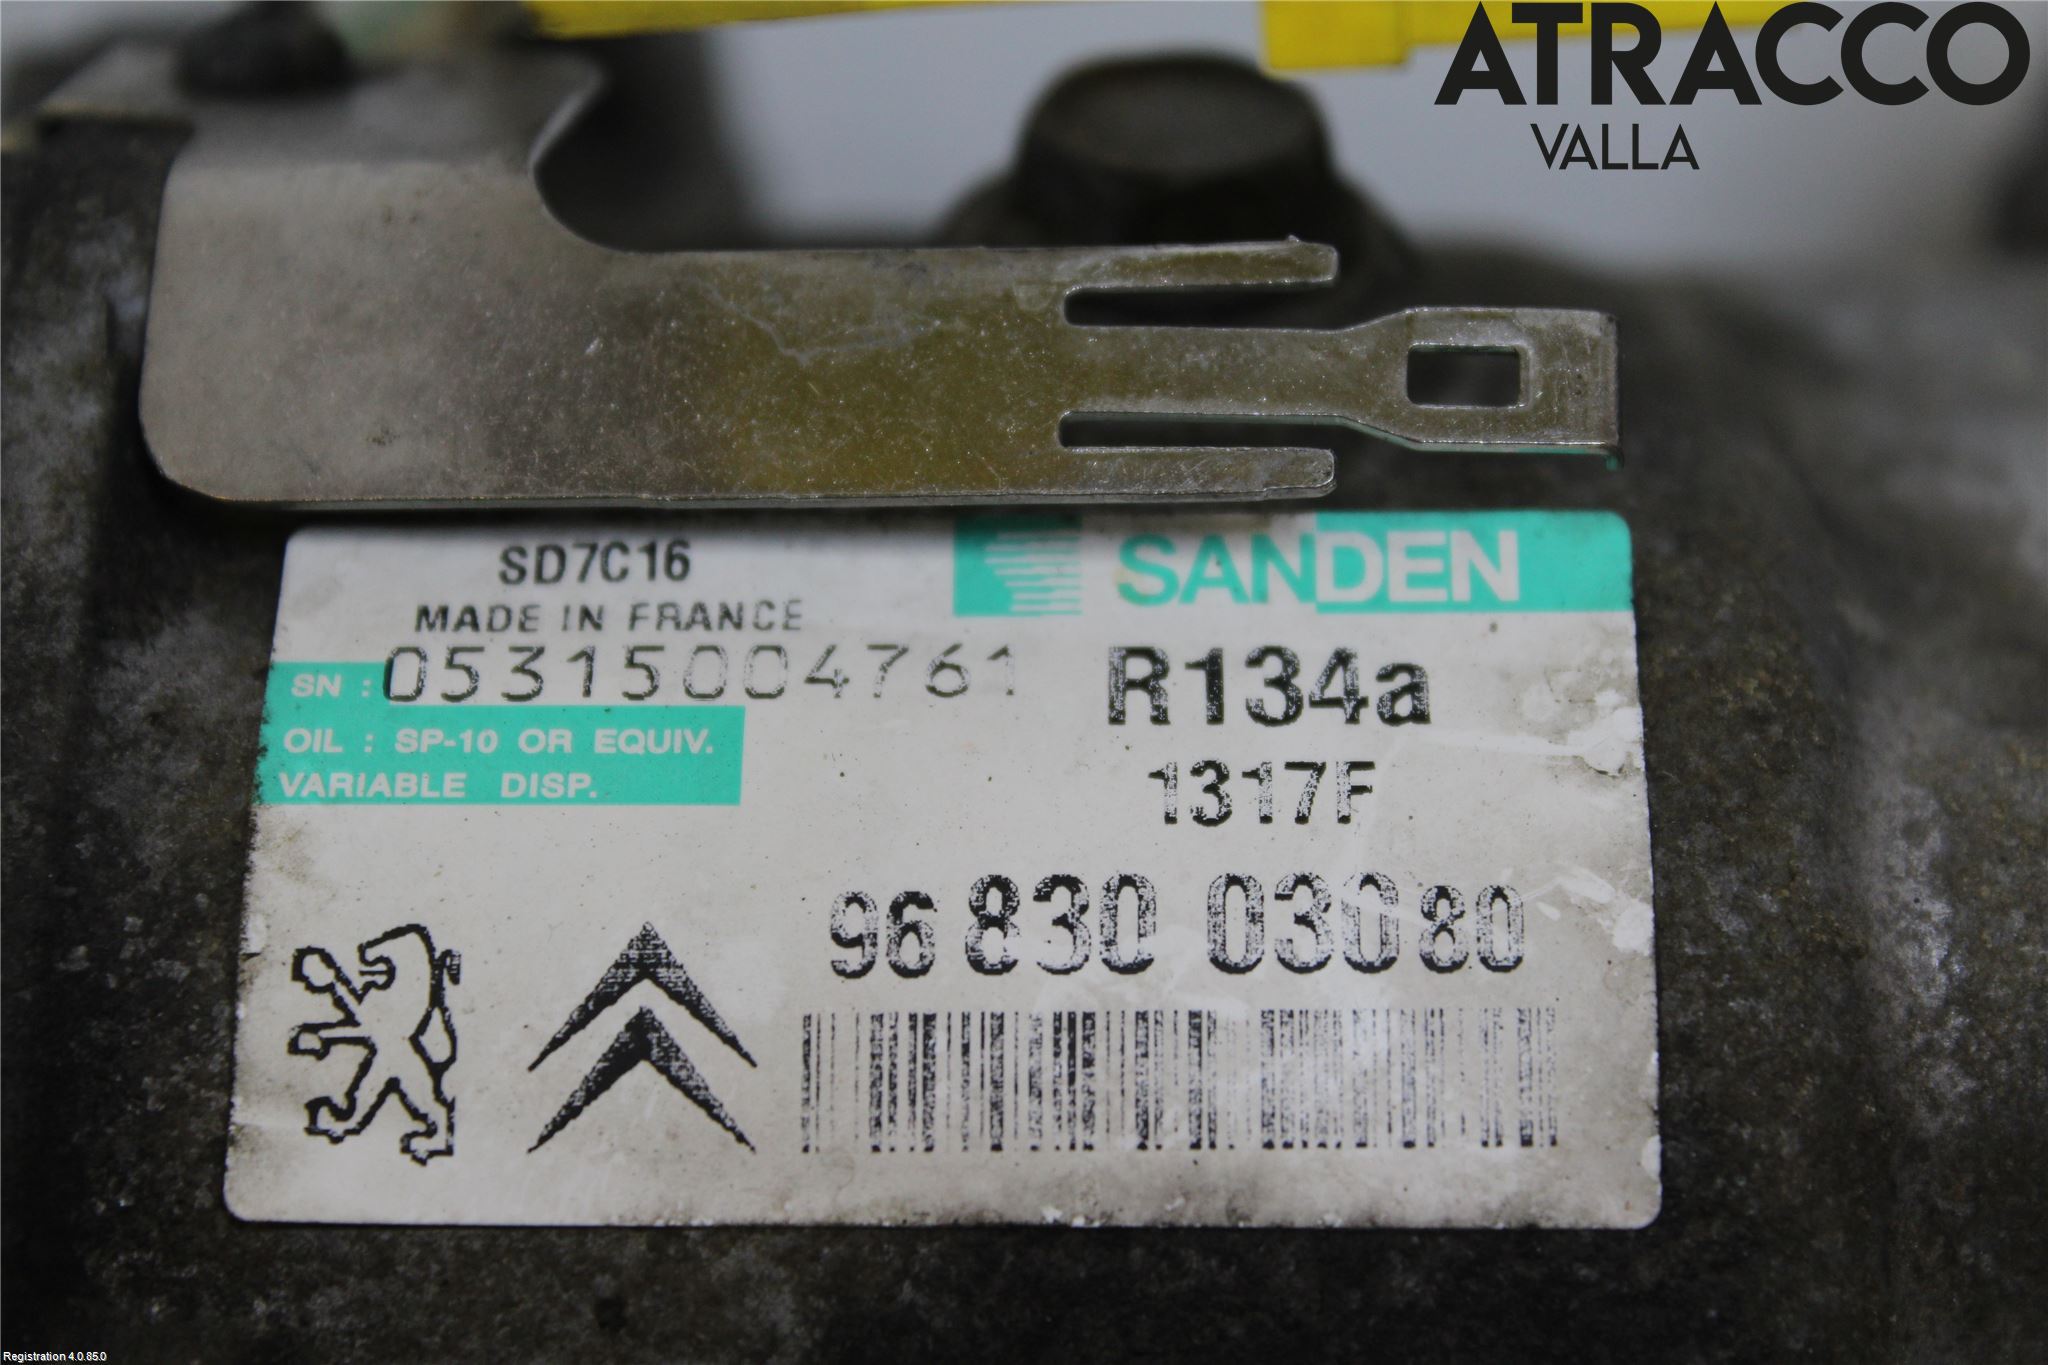 ATRACCO
VALLA
SD7C16
SANDEN
MADE IN FRANCE
SN : 05315004761
R134a
OIL : SP-10 OR EQUIV.
VARIABLE DISP.
1317F
96 830 030 80
Registration 4.0.85.0